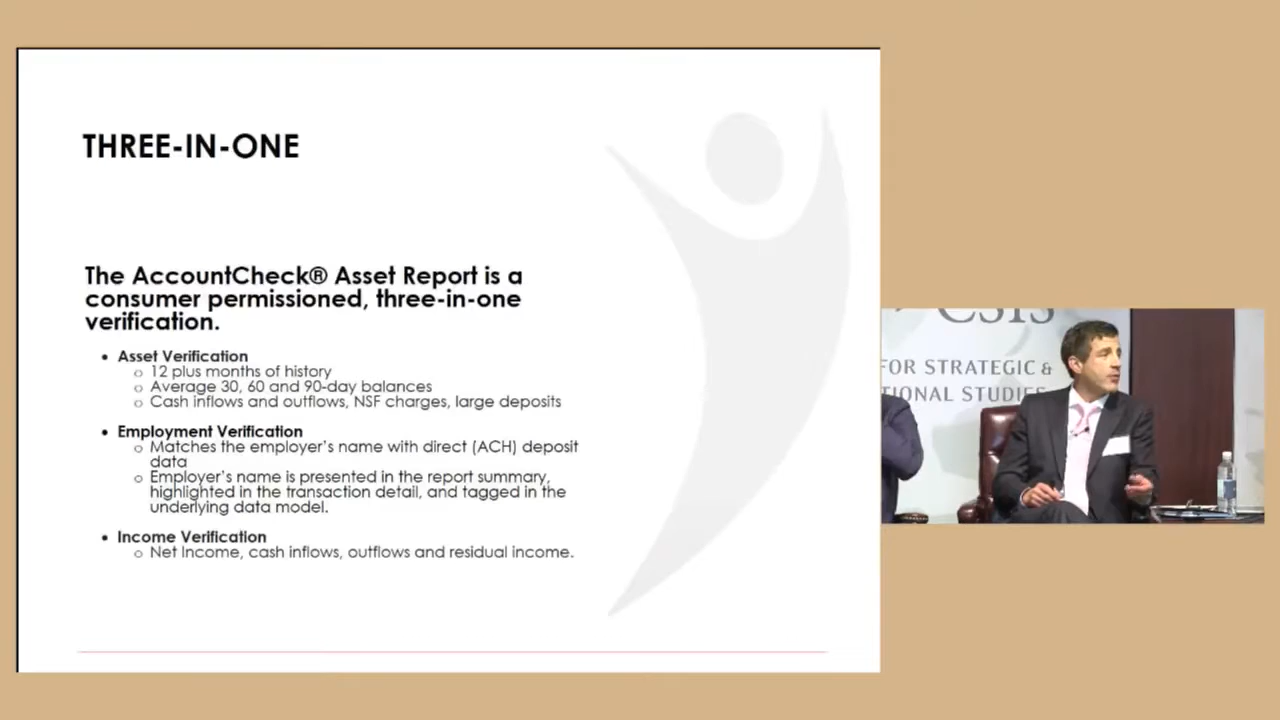 THREE-IN-ONE
The AccountCheck® Asset Report is a
consumer permissioned, three-in-one
verification.
• Asset Verification
o 12 plus months of history
o Average 30, 60 and 90-day balances
o Cash inflows and outflows, NSF charges, large deposits
• Employment Verification
o Matches the employer's name with direct (ACH) deposit
data
o Employer's name is presented in the report summary,
highlighted in the transaction detail, and tagged in the
underlying data model.
• Income Verification
o Net Income, cash inflows, outflows and residual income.
CSIS
FOR STRATEGIC &
TIONAL STUDIES